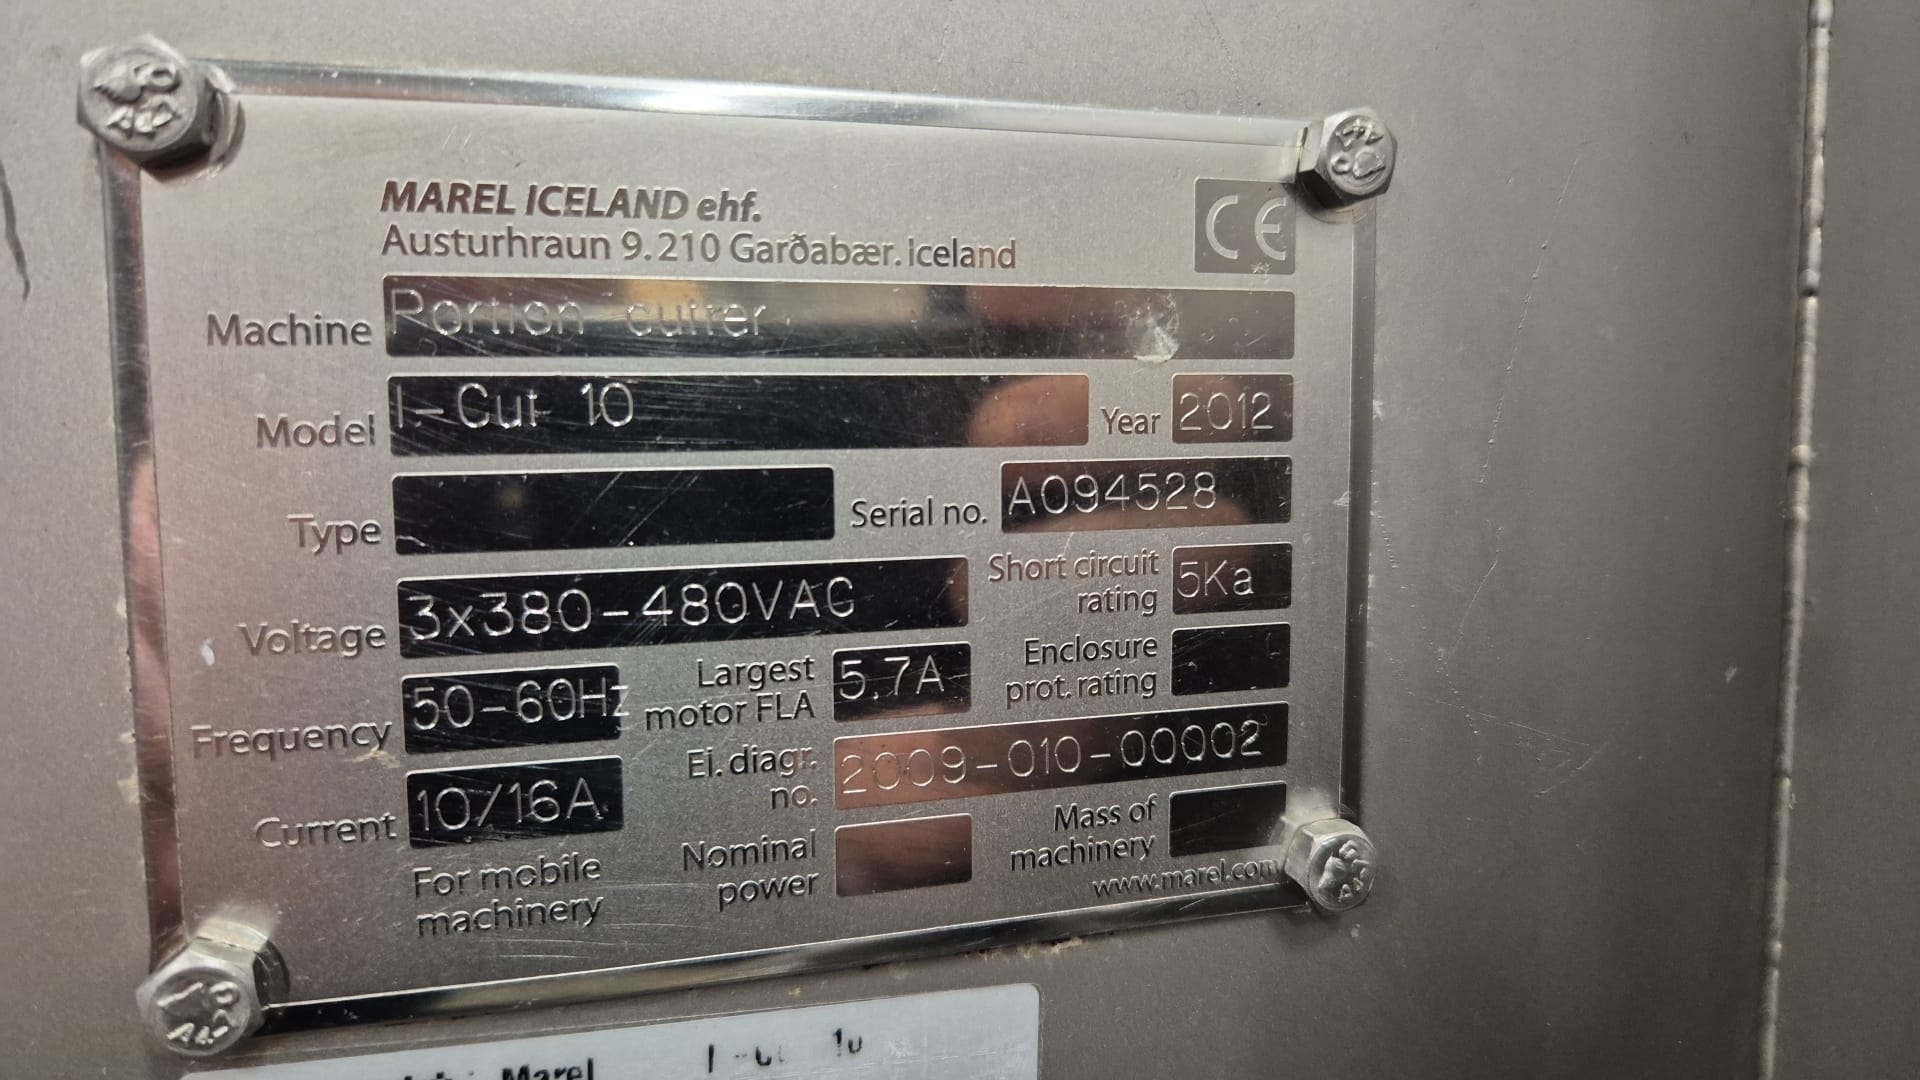 MAREL ICELAND ehf.
Austurhraun 9. 210 Garðabær. Iceland
CE
Machine Portion cutter
Model I-Cut 10 Year 2012
Type Serial no. A094528
Voltage 3x380-480VAC Short circuit rating 5Ka
Frequency 50-60Hz Largest motor FLA 5.7A Enclosure prot. rating
Current 10/16A El. diagr. no. 2009-010-00002
For mobile machinery Nominal power Mass of machinery
www.marel.com
Marel